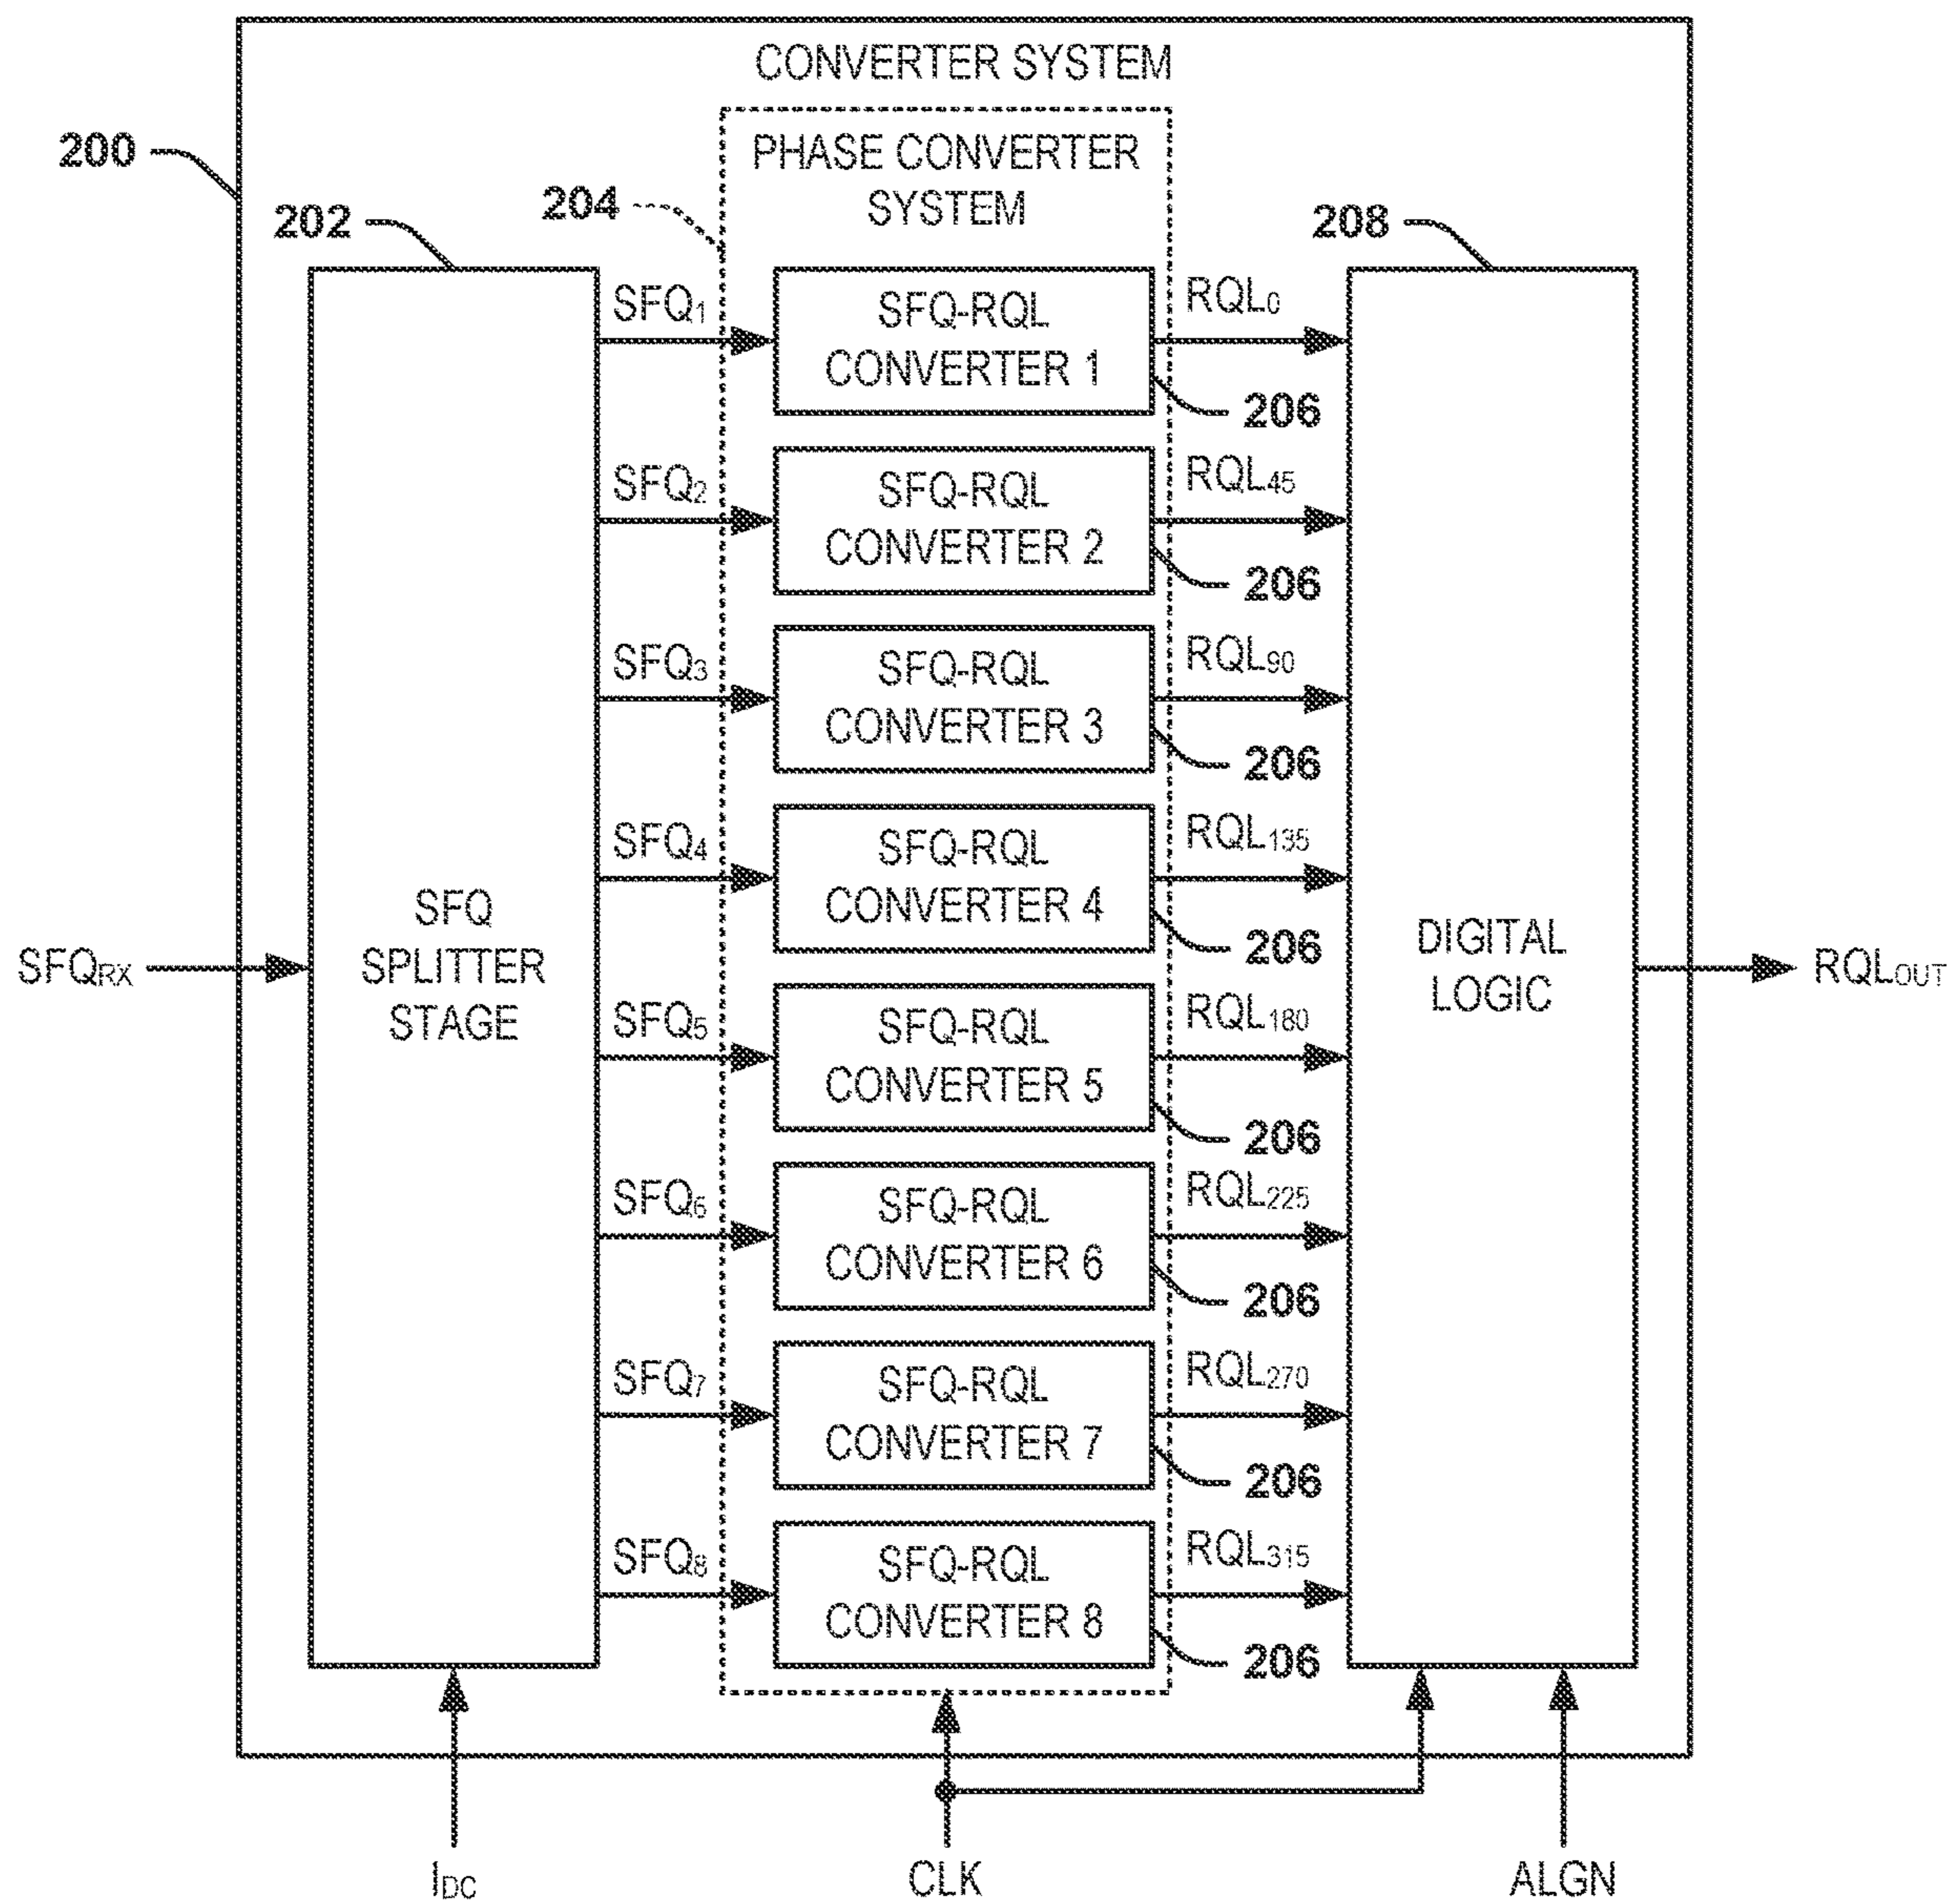 CONVERTER SYSTEM
200
PHASE CONVERTER
SYSTEM
204
202
208
SFQ1
SFQ-RQL
CONVERTER 1
RQL0
206
SFQ2
SFQ-RQL
CONVERTER 2
RQL45
206
SFQ3
SFQ-RQL
CONVERTER 3
RQL90
206
SFQ4
SFQ-RQL
CONVERTER 4
RQL135
206
SFQRX
SFQ
SPLITTER
STAGE
DIGITAL
LOGIC
RQLOUT
SFQ5
SFQ-RQL
CONVERTER 5
RQL180
206
SFQ6
SFQ-RQL
CONVERTER 6
RQL225
206
SFQ7
SFQ-RQL
CONVERTER 7
RQL270
206
SFQ8
SFQ-RQL
CONVERTER 8
RQL315
206
IDC
CLK
ALGN